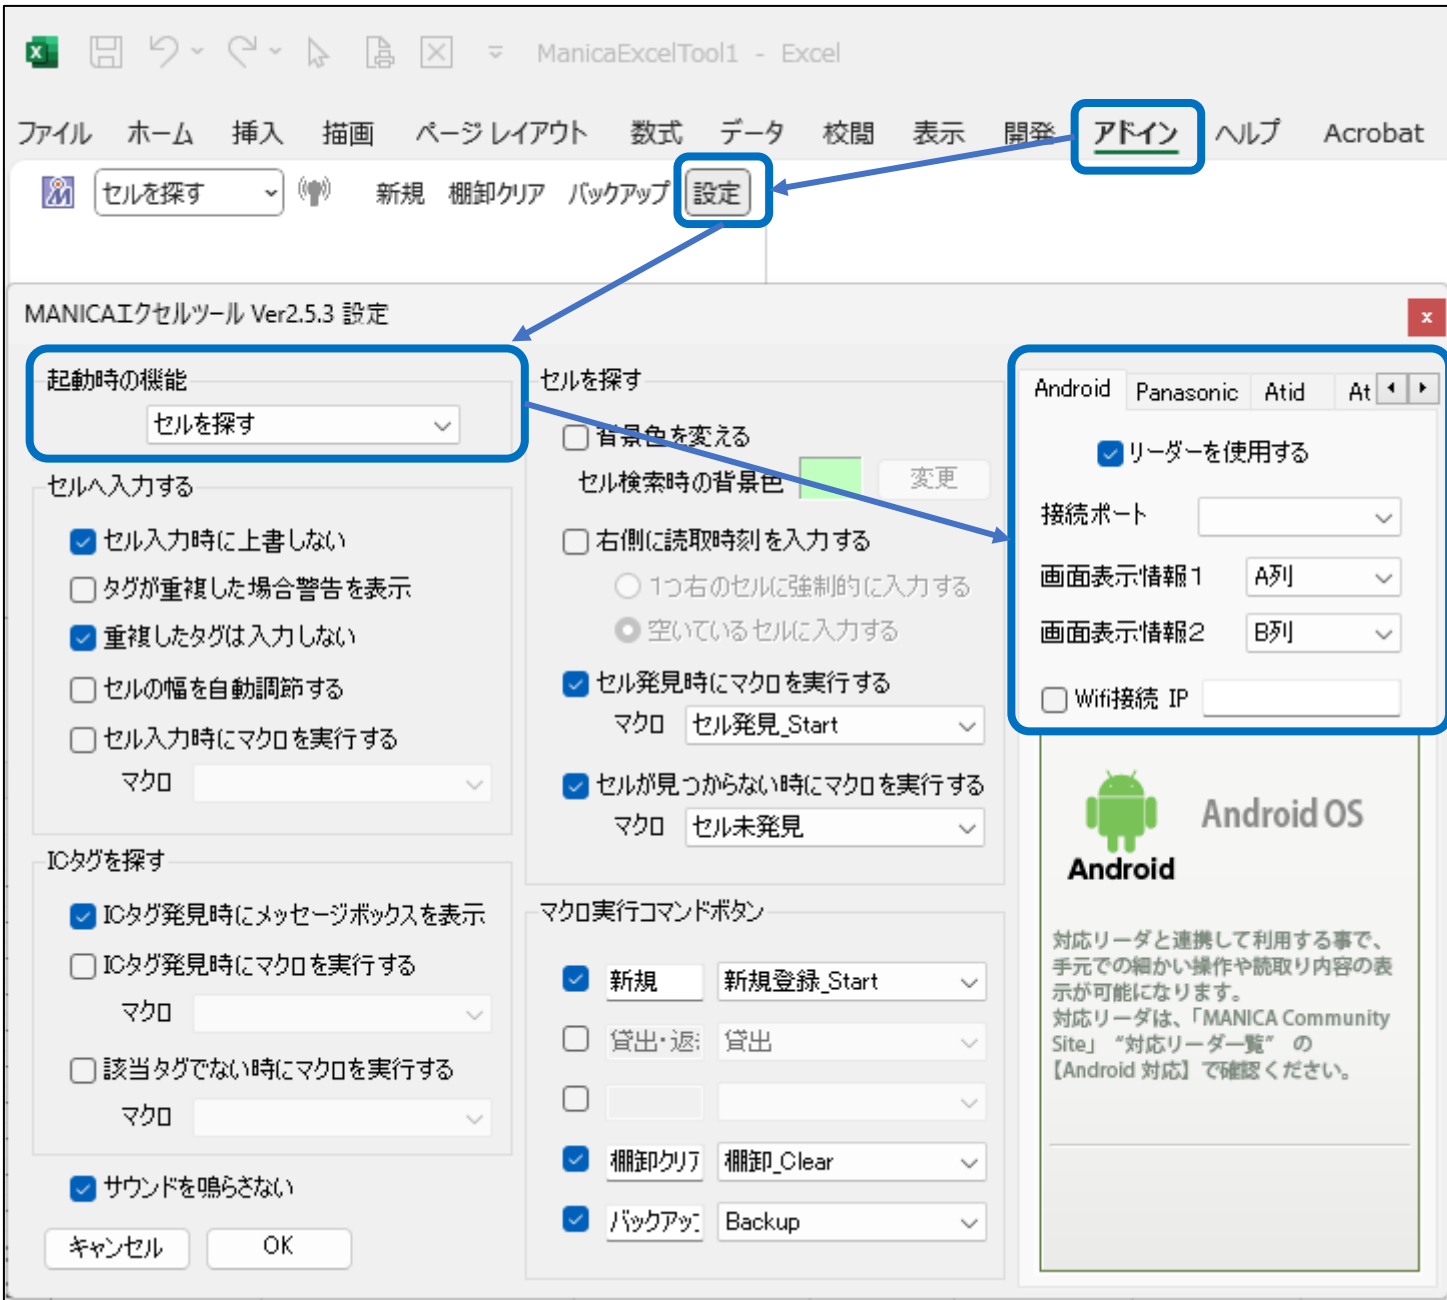 ManicaExcelTool1 - Excel
ファイル ホーム 挿入 描画 ページ レイアウト 数式 データ 校閲 表示 開発 アドイン ヘルプ Acrobat
セルを探す 新規 棚卸クリア バックアップ 設定
MANICAエクセルツール Ver2.5.3 設定
起動時の機能
セルを探す
セルへ入力する
セル入力時に上書しない
タグが重複した場合警告を表示
重複したタグは入力しない
セルの幅を自動調節する
セル入力時にマクロを実行する
マクロ
ICタグを探す
ICタグ発見時にメッセージボックスを表示
ICタグ発見時にマクロを実行する
マクロ
該当タグでない時にマクロを実行する
マクロ
サウンドを鳴らさない
キャンセル OK
セルを探す
背景色を変える
セル検索時の背景色 変更
右側に読取時刻を入力する
1つ右のセルに強制的に入力する
空いているセルに入力する
セル発見時にマクロを実行する
マクロ セル発見_Start
セルが見つからない時にマクロを実行する
マクロ セル未発見
マクロ実行コマンドボタン
新規 新規登録_Start
貸出・返 貸出
棚卸クリア 棚卸_Clear
バックアップ Backup
Android Panasonic Atid At
リーダーを使用する
接続ポート
画面表示情報1 A列
画面表示情報2 B列
Wifi接続 IP
Android OS
Android
対応リーダと連携して利用する事で、
手元での細かい操作や読取り内容の表
示が可能になります。
対応リーダは、「MANICA Community
Site」 “対応リーダ一覧” の
【Android 対応】で確認ください。